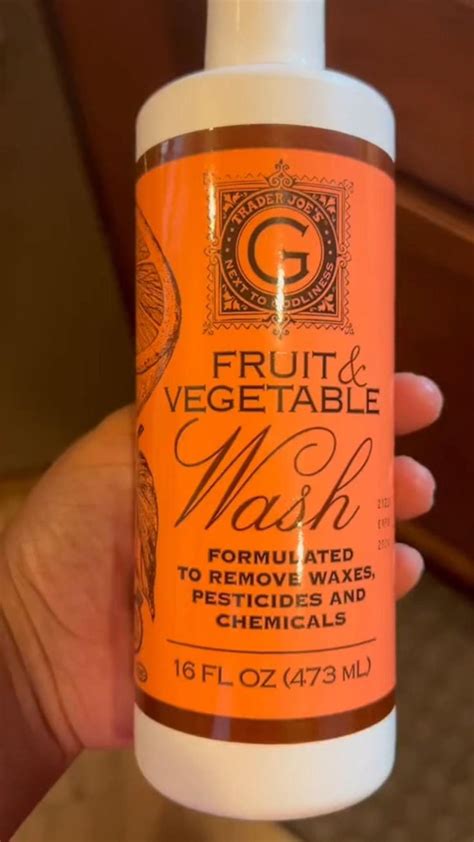 TRADER JOE'S
G
NEXT TO GODLINESS
FRUIT &
VEGETABLE
Wash
FORMULATED
TO REMOVE WAXES,
PESTICIDES AND
CHEMICALS
16 FL OZ (473 ML)